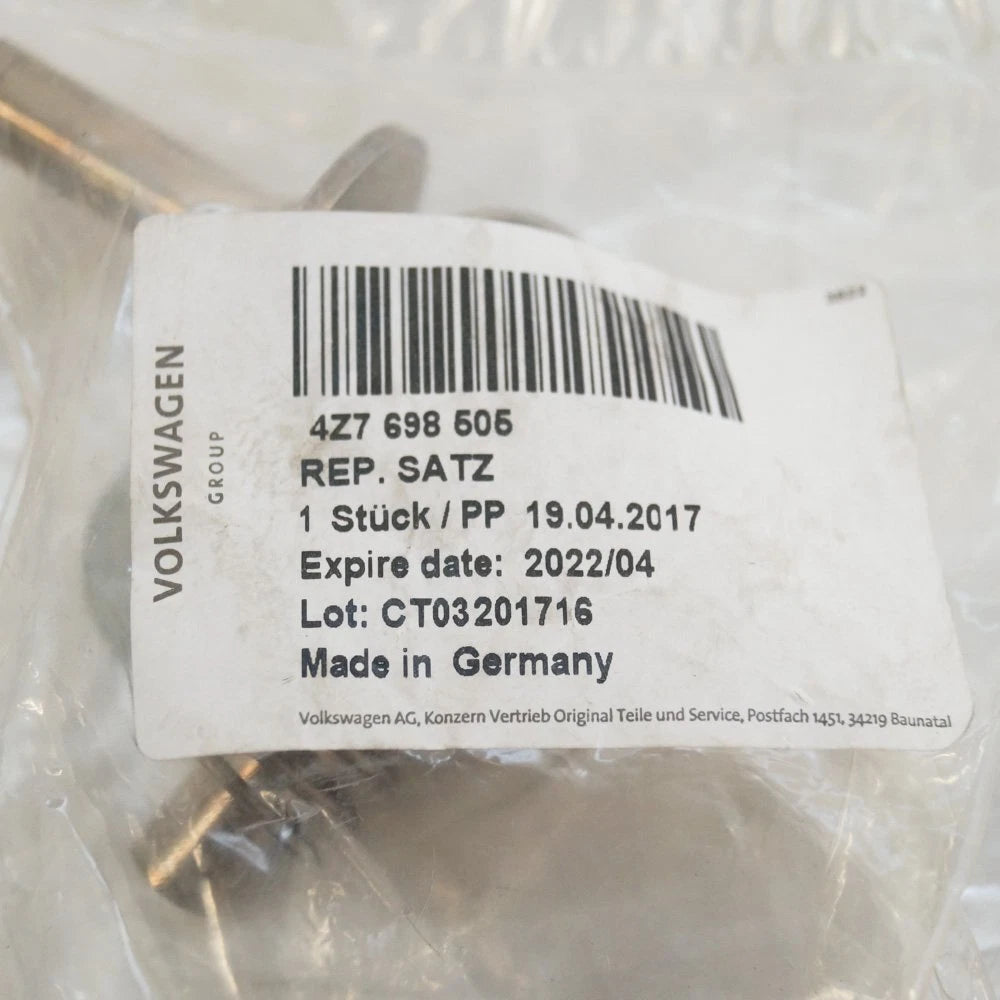 VOLKSWAGEN
GROUP
4Z7 698 505
REP. SATZ
1 Stück / PP 19.04.2017
Expire date: 2022/04
Lot: CT03201716
Made in Germany
Volkswagen AG, Konzern Vertrieb Original Teile und Service, Postfach 1451, 34219 Baunatal